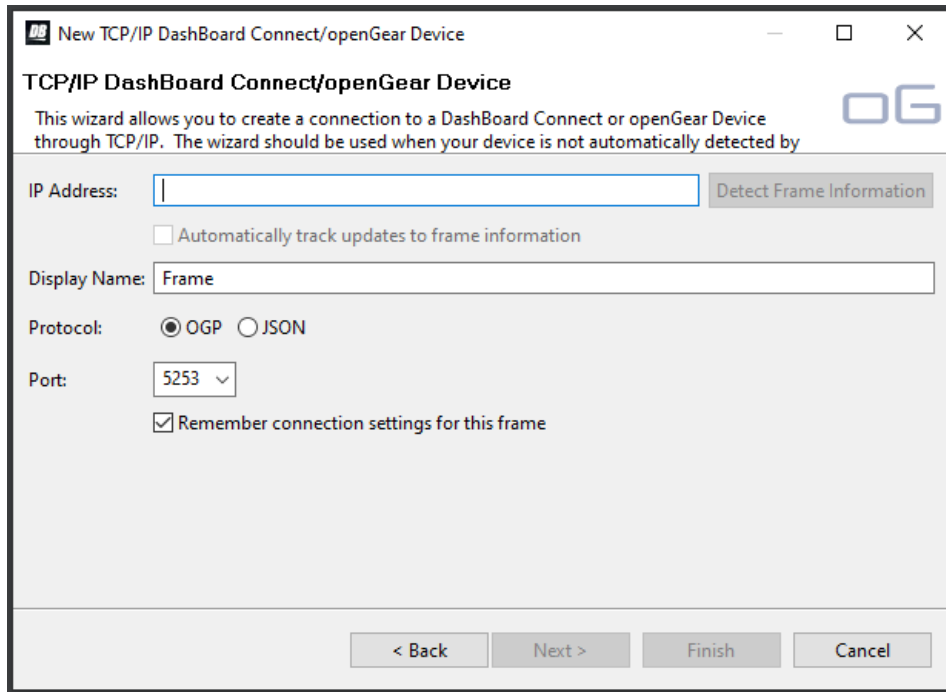 DB New TCP/IP DashBoard Connect/openGear Device
TCP/IP DashBoard Connect/openGear Device
This wizard allows you to create a connection to a DashBoard Connect or openGear Device
through TCP/IP. The wizard should be used when your device is not automatically detected by
oG
IP Address: Detect Frame Information
Automatically track updates to frame information
Display Name: Frame
Protocol: OGP JSON
Port: 5253
Remember connection settings for this frame
< Back Next > Finish Cancel